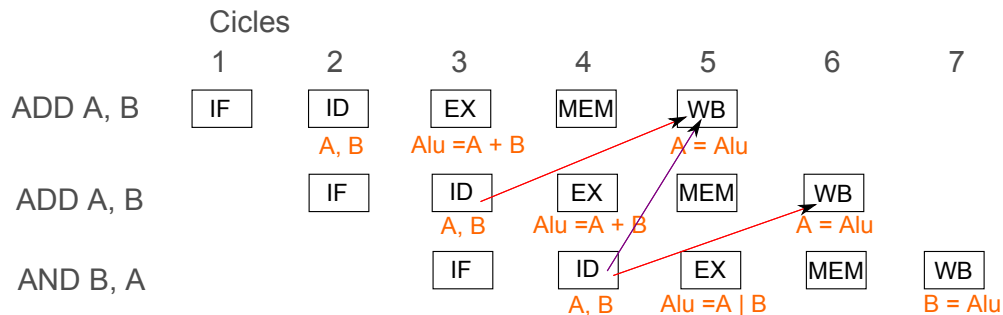 Cicles
1 2 3 4 5 6 7
ADD A, B IF ID EX MEM WB
A, B Alu =A + B A = Alu
ADD A, B IF ID EX MEM WB
A, B Alu =A + B A = Alu
AND B, A IF ID EX MEM WB
A, B Alu =A | B B = Alu